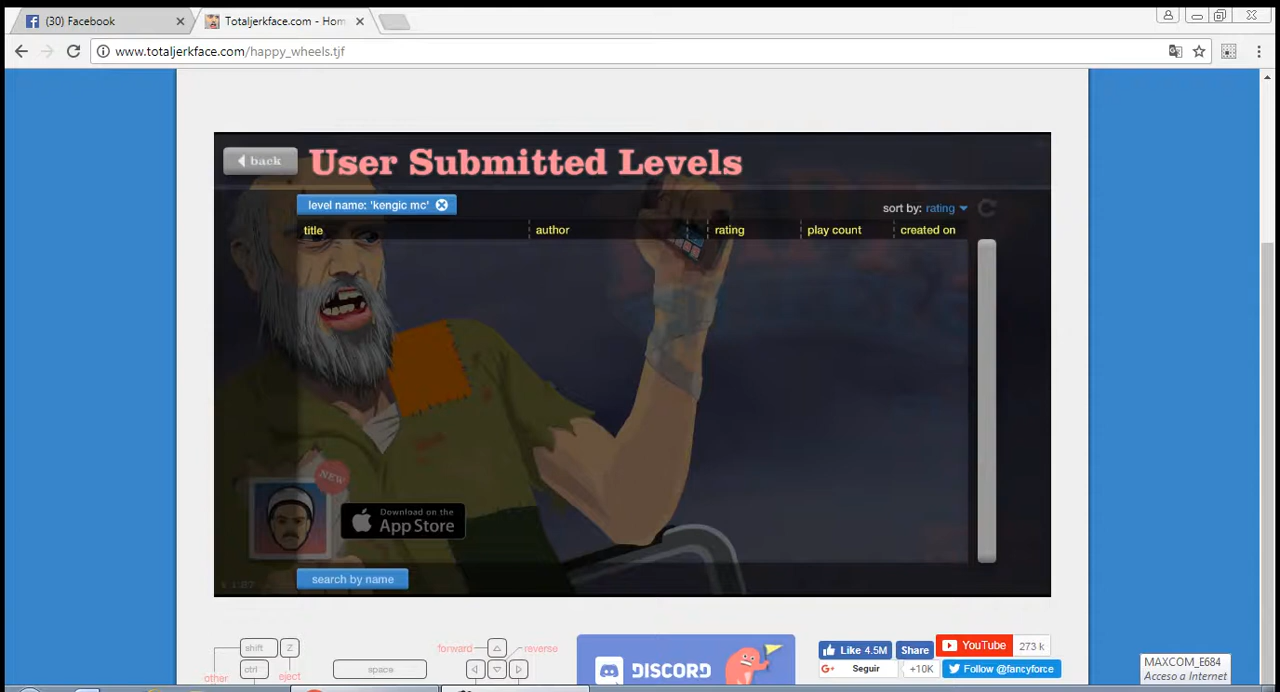 (30) Facebook
Totaljerkface.com - Hom
www.totaljerkface.com/happy_wheels.tjf
back
User Submitted Levels
level name: 'kengic mc'
sort by: rating
title author rating play count created on
NEW
Download on the
App Store
v 1.87
search by name
shift Z
ctrl
other
eject
space
forward
reverse
DISCORD
Like 4.5M
Share
YouTube
273 k
Seguir
+10K
Follow @fancyforce
MAXCOM_E684
Acceso a Internet